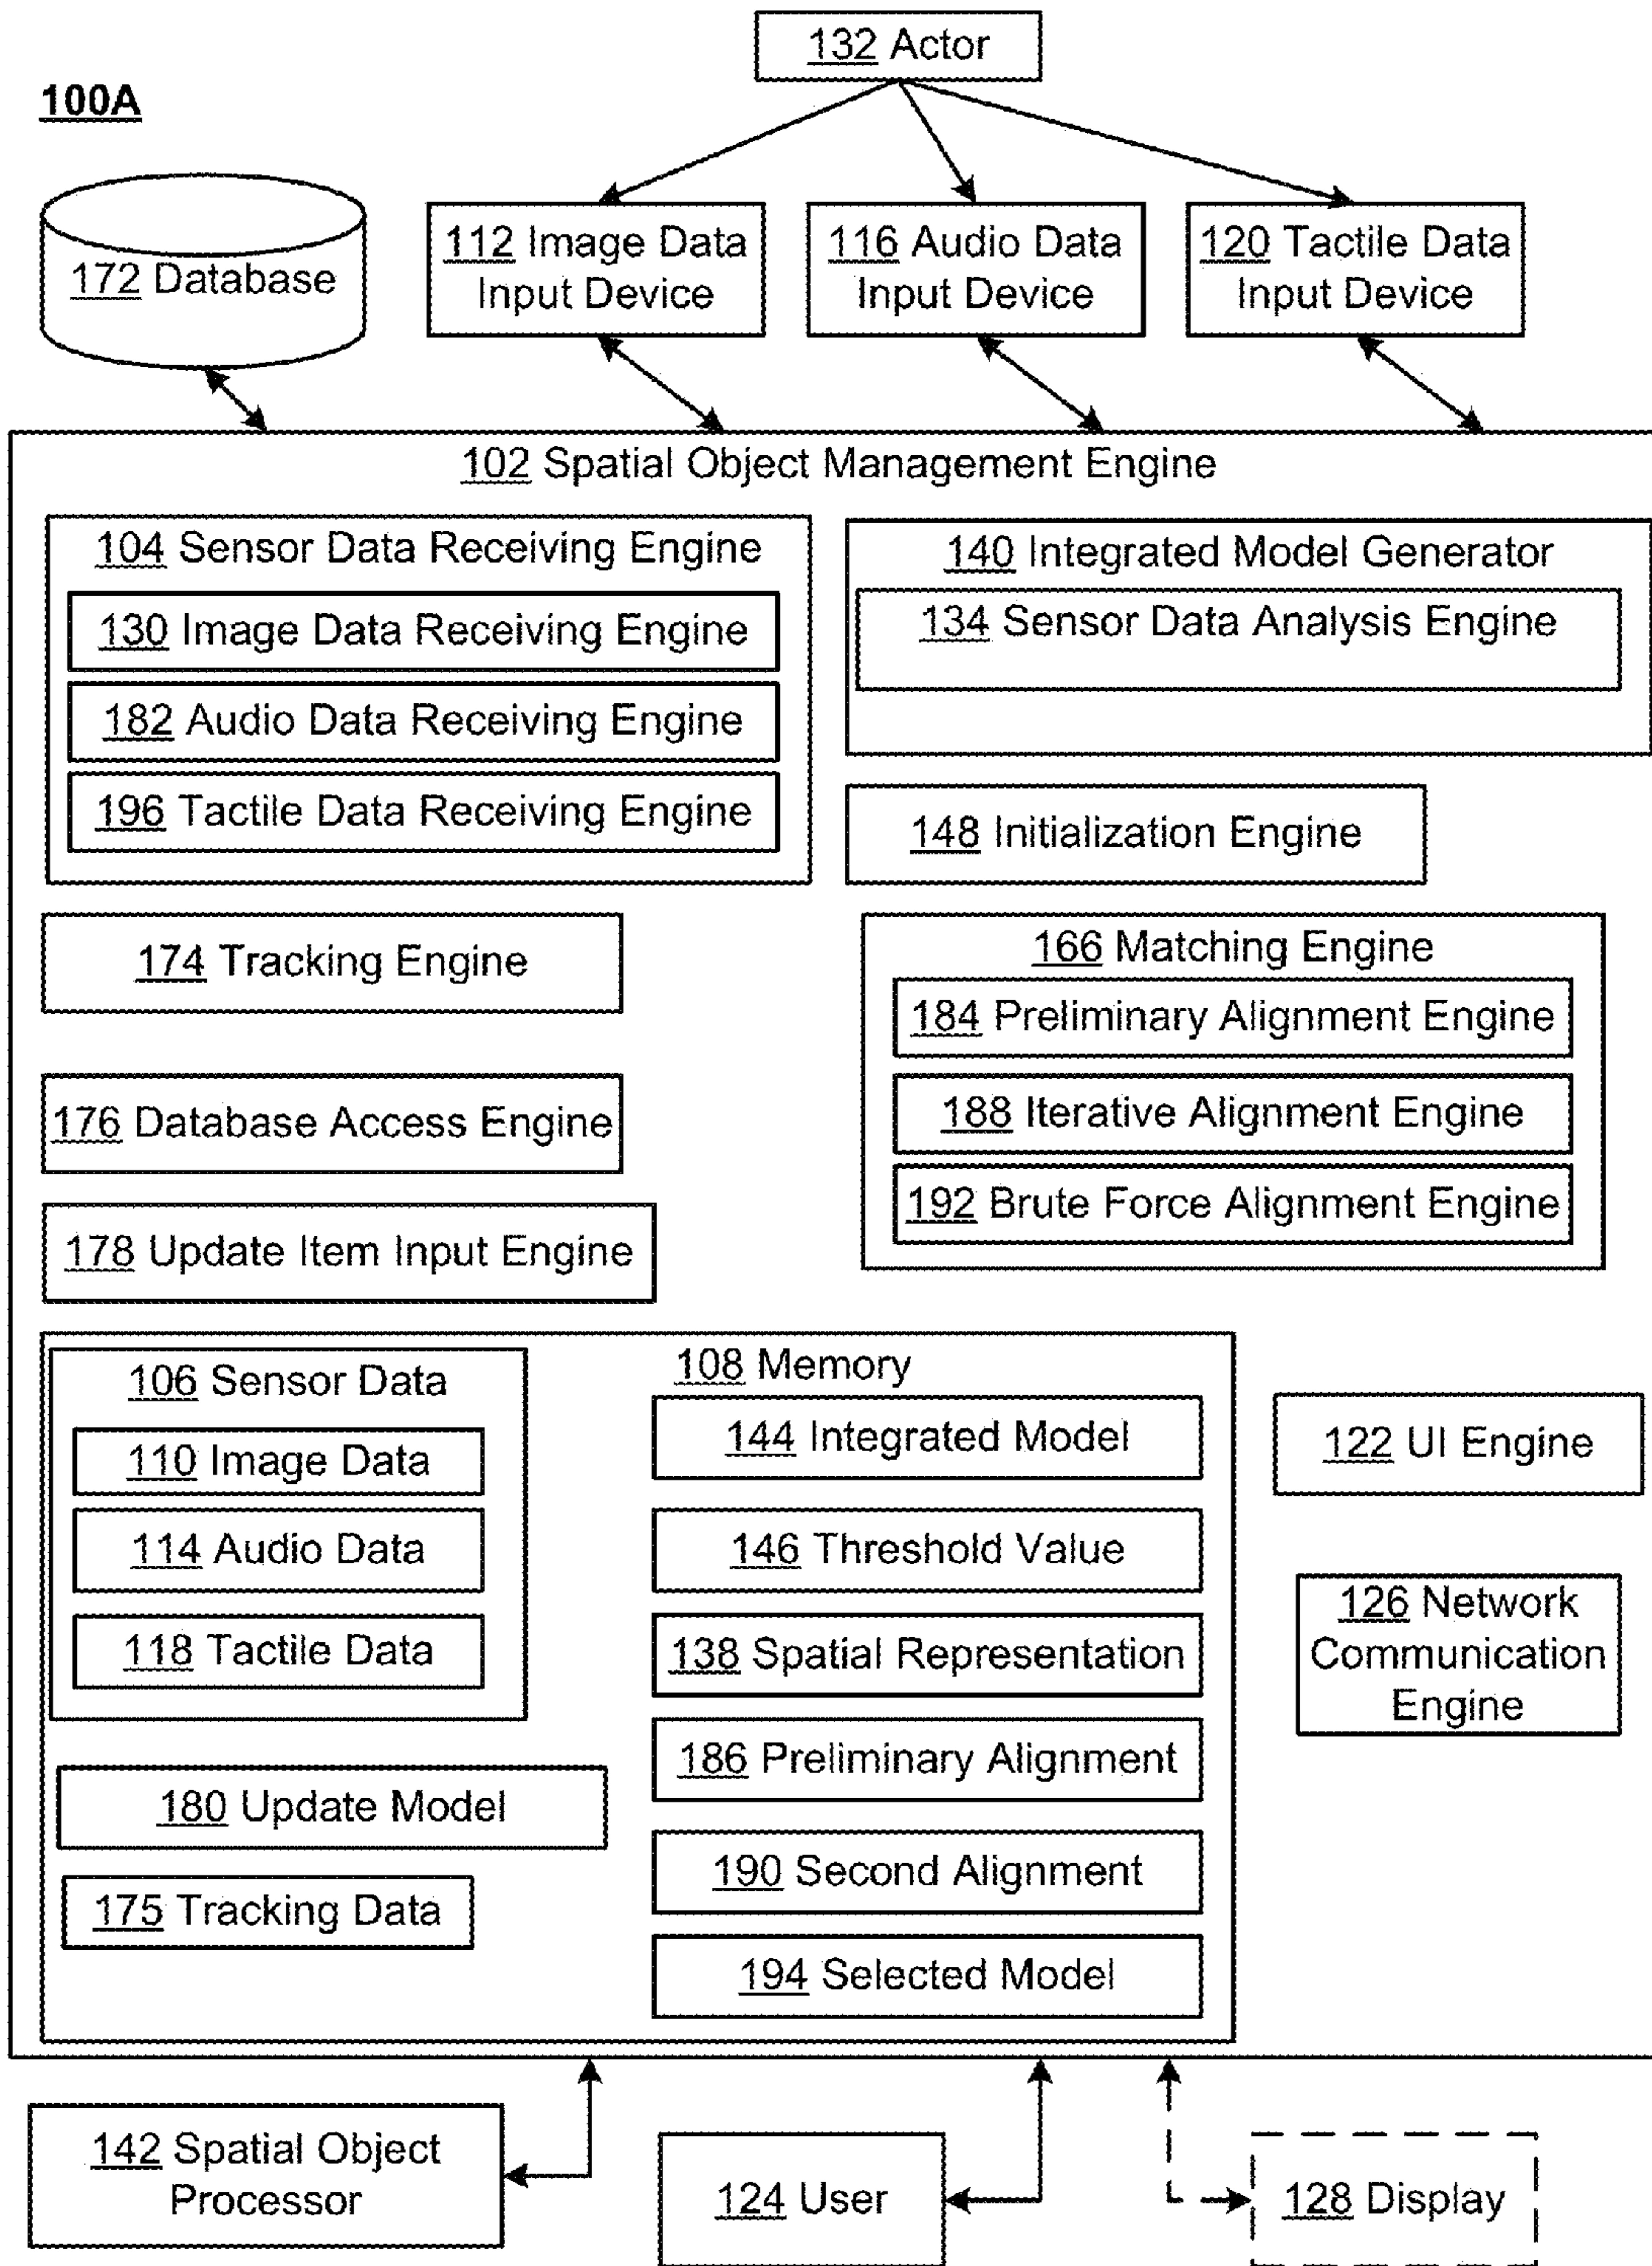 132 Actor
100A
172 Database
112 Image Data
Input Device
116 Audio Data
Input Device
120 Tactile Data
Input Device
102 Spatial Object Management Engine
104 Sensor Data Receiving Engine
130 Image Data Receiving Engine
182 Audio Data Receiving Engine
196 Tactile Data Receiving Engine
140 Integrated Model Generator
134 Sensor Data Analysis Engine
148 Initialization Engine
174 Tracking Engine
166 Matching Engine
184 Preliminary Alignment Engine
188 Iterative Alignment Engine
192 Brute Force Alignment Engine
176 Database Access Engine
178 Update Item Input Engine
106 Sensor Data
110 Image Data
114 Audio Data
118 Tactile Data
180 Update Model
175 Tracking Data
108 Memory
144 Integrated Model
146 Threshold Value
138 Spatial Representation
186 Preliminary Alignment
190 Second Alignment
194 Selected Model
122 UI Engine
126 Network
Communication
Engine
142 Spatial Object
Processor
124 User
128 Display